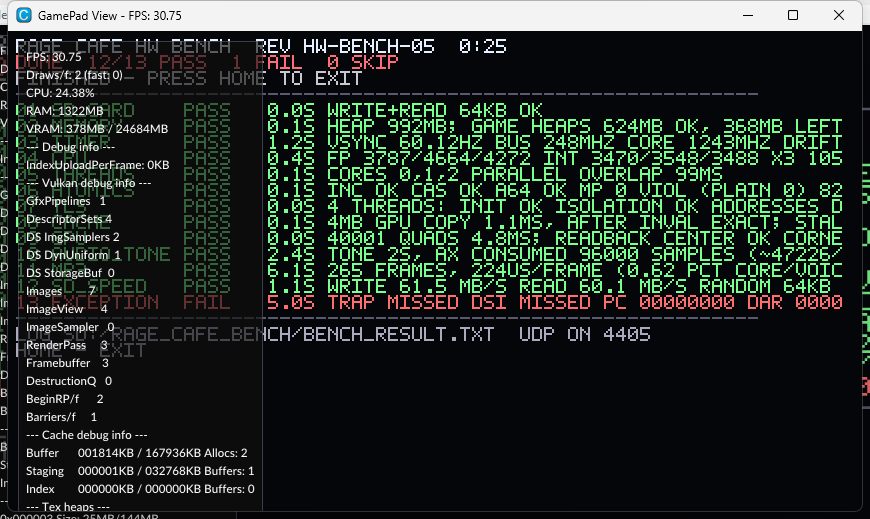 GamePad View - FPS: 30.75
RAGE CAFE HW BENCH REV HW-BENCH-05 0:25
DONE 12/13 PASS 1 FAIL 0 SKIP
FINISHED - PRESS HOME TO EXIT
CARD PASS 0.0S WRITE+READ 64KB OK
PASS 0.1S HEAP 992MB; GAME HEAPS 624MB OK, 368MB LEFT
PASS 1.2S VSYNC 60.12HZ BUS 248MHZ CORE 1243MHZ DRIFT
PASS 0.4S FP 3787/4664/4272 INT 3470/3548/3488 X3 105
PASS 0.1S CORES 0,1,2 PARALLEL OVERLAP 99MS
PASS 0.1S INC OK CAS OK A64 OK MP 0 VIOL (PLAIN 0) 82
PASS 0.0S 4 THREADS: INIT OK ISOLATION OK ADDRESSES D
PASS 0.1S 4MB GPU COPY 1.1MS, AFTER INVAL EXACT; STAL
PASS 0.0S 40001 QUADS 4.8MS; READBACK CENTER OK CORNE
TONE PASS 2.4S TONE 2S, AX CONSUMED 96000 SAMPLES (~47226/
PASS 6.1S 265 FRAMES, 224US/FRAME (0.62 PCT CORE/VOIC
SPEED PASS 1.1S WRITE 61.5 MB/S READ 60.1 MB/S RANDOM 64KB
13 EXCEPTION FAIL 5.0S TRAP MISSED DSI MISSED PC 00000000 DAR 0000
LOG SD:/RAGE_CAFE_BENCH/BENCH_RESULT.TXT UDP ON 4405
HOME - EXIT
FPS: 30.75
Draws/f: 2 (fast: 0)
CPU: 24.38%
RAM: 1322MB
VRAM: 378MB / 24684MB
--- Debug info ---
IndexUploadPerFrame: 0KB
--- Vulkan debug info ---
GfxPipelines 1
DescriptorSets 4
DS ImgSamplers 2
DS DynUniform 1
DS StorageBuf 0
Images 7
ImageView 4
ImageSampler 0
RenderPass 3
Framebuffer 3
DestructionQ 0
BeginRP/f 2
Barriers/f 1
--- Cache debug info ---
Buffer 001814KB / 167936KB Allocs: 2
Staging 000001KB / 032768KB Buffers: 1
Index 000000KB / 000000KB Buffers: 0
--- Tex heaps ---